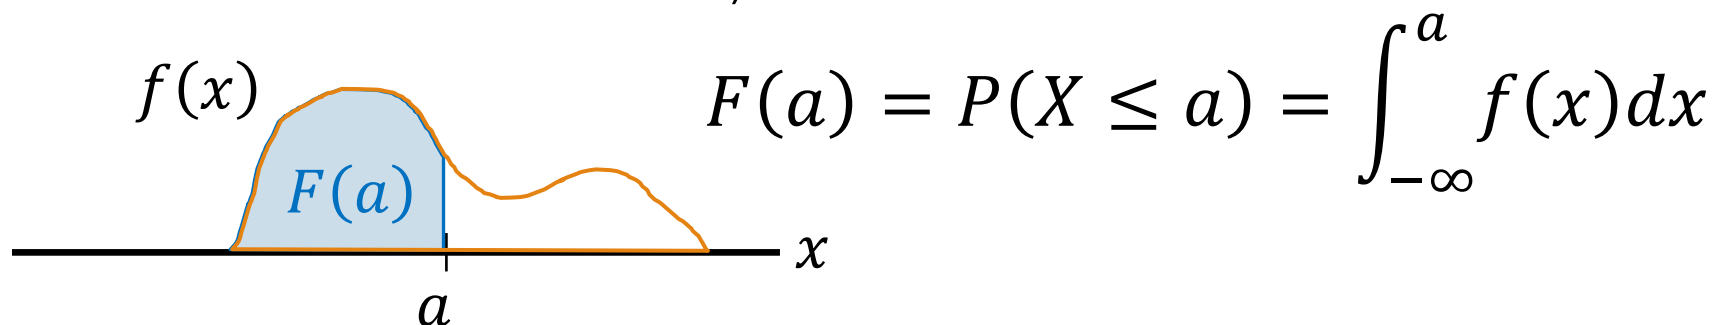 f(x)
F(a) = P(X ≤ a) = ∫_{-∞}^{a} f(x)dx
F(a)
x
a